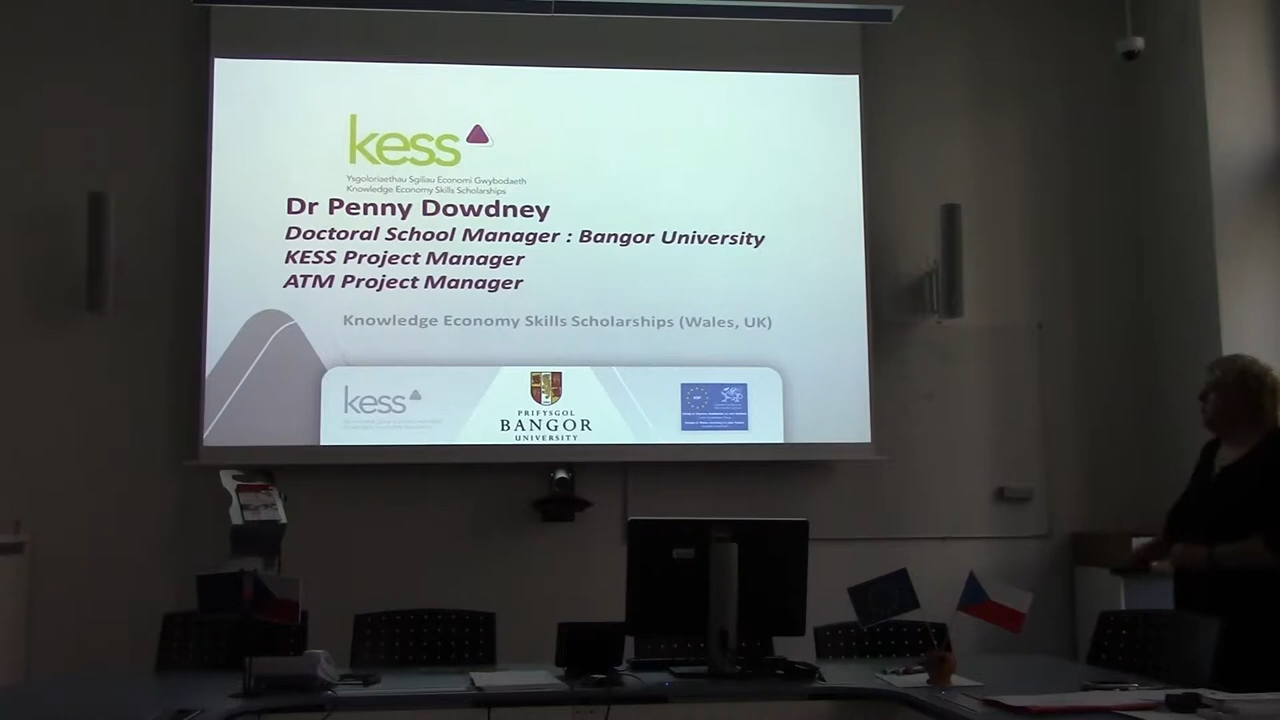 kess
Ysgoloriaethau Sgiliau Economi Gwybodaeth
Knowledge Economy Skills Scholarships
Dr Penny Dowdney
Doctoral School Manager : Bangor University
KESS Project Manager
ATM Project Manager
Knowledge Economy Skills Scholarships (Wales, UK)
kess
PRIFYSGOL
BANGOR
UNIVERSITY